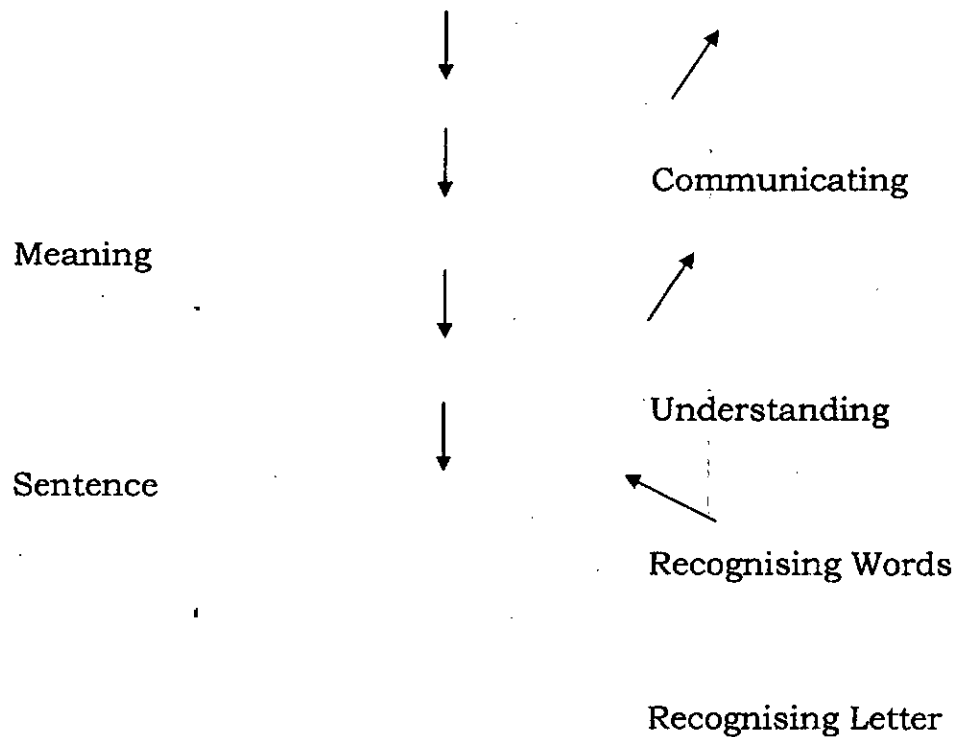 Communicating
Meaning
Understanding
Sentence
Recognising Words
Recognising Letter